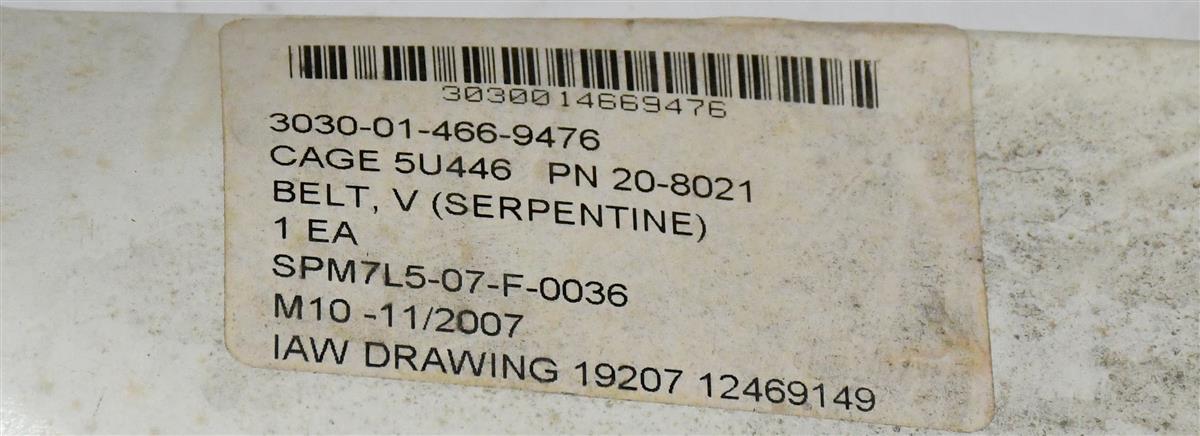 3030014669476
3030-01-466-9476
CAGE 5U446 PN 20-8021
BELT, V (SERPENTINE)
1 EA
SPM7L5-07-F-0036
M10 -11/2007
IAW DRAWING 19207 12469149